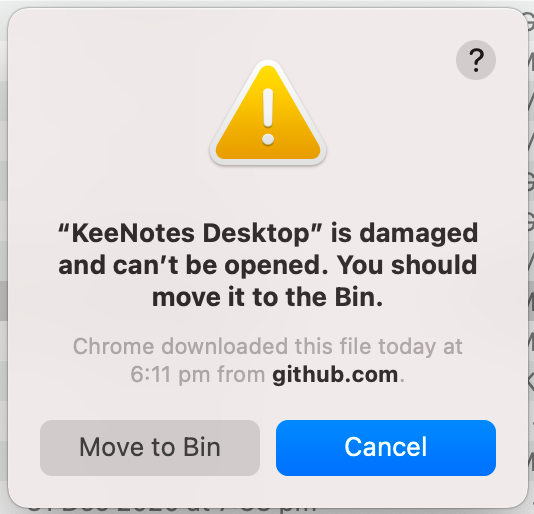 ?
“KeeNotes Desktop” is damaged
and can’t be opened. You should
move it to the Bin.
Chrome downloaded this file today at
6:11 pm from github.com.
Move to Bin
Cancel